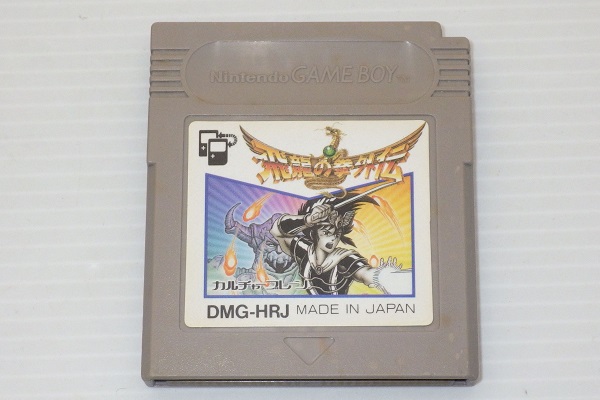 Nintendo GAME BOY™
飛龍の拳外伝
カルチャーブレーン
DMG-HRJ MADE IN JAPAN